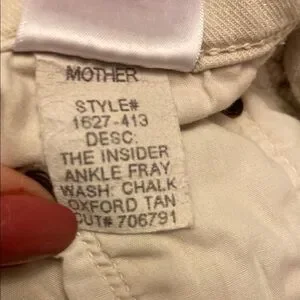 MOTHER
STYLE#
1627-413
DESC:
THE INSIDER
ANKLE FRAY
WASH: CHALK
OXFORD TAN
CUT# 706791